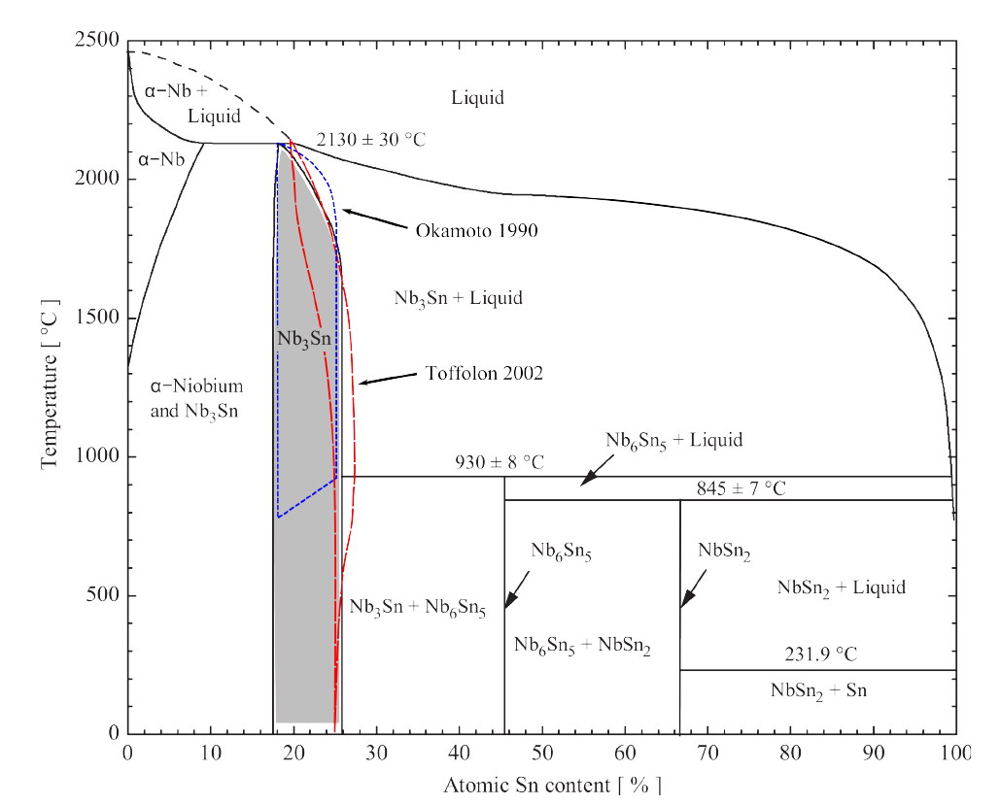 2500
2000
1500
1000
500
0
Temperature [ °C ]
α−Nb +
Liquid
α−Nb
Liquid
2130 ± 30 °C
Okamoto 1990
Nb₃Sn + Liquid
Nb₃Sn
Toffolon 2002
α−Niobium
and Nb₃Sn
Nb₆Sn₅ + Liquid
930 ± 8 °C
845 ± 7 °C
Nb₆Sn₅
NbSn₂
NbSn₂ + Liquid
Nb₃Sn + Nb₆Sn₅
Nb₆Sn₅ + NbSn₂
231.9 °C
NbSn₂ + Sn
0 10 20 30 40 50 60 70 80 90 100
Atomic Sn content [ % ]